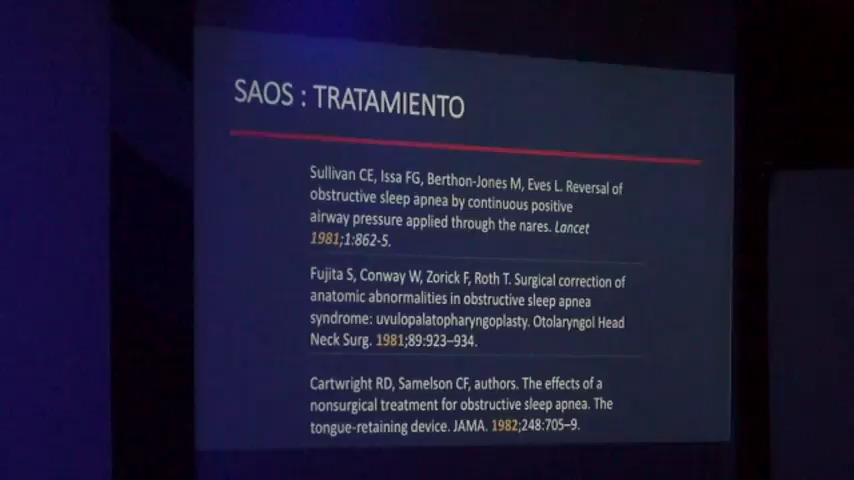 SAOS : TRATAMIENTO
Sullivan CE, Issa FG, Berthon-Jones M, Eves L. Reversal of
obstructive sleep apnea by continuous positive
airway pressure applied through the nares. Lancet
1981;1:862-5.
Fujita S, Conway W, Zorick F, Roth T. Surgical correction of
anatomic abnormalities in obstructive sleep apnea
syndrome: uvulopalatopharyngoplasty. Otolaryngol Head
Neck Surg. 1981;89:923–934.
Cartwright RD, Samelson CF, authors. The effects of a
nonsurgical treatment for obstructive sleep apnea. The
tongue-retaining device. JAMA. 1982;248:705–9.